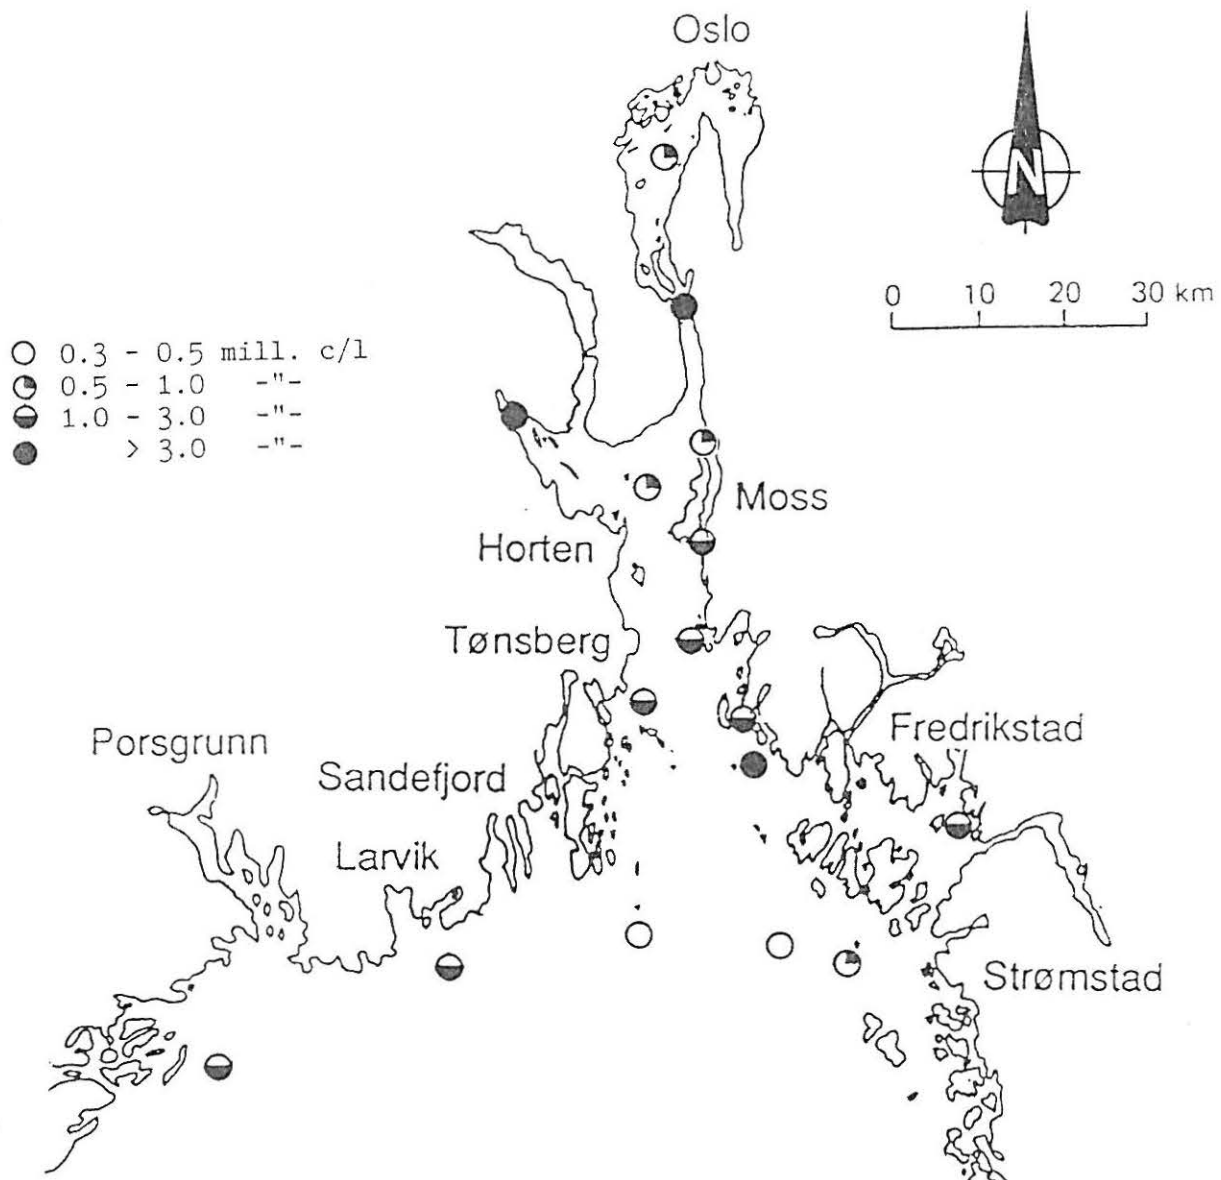 Oslo
N
0 10 20 30 km
0.3 - 0.5 mill. c/l
0.5 - 1.0 -"-
1.0 - 3.0 -"-
> 3.0 -"-
Moss
Horten
Tønsberg
Fredrikstad
Porsgrunn
Sandefjord
Larvik
Strømstad